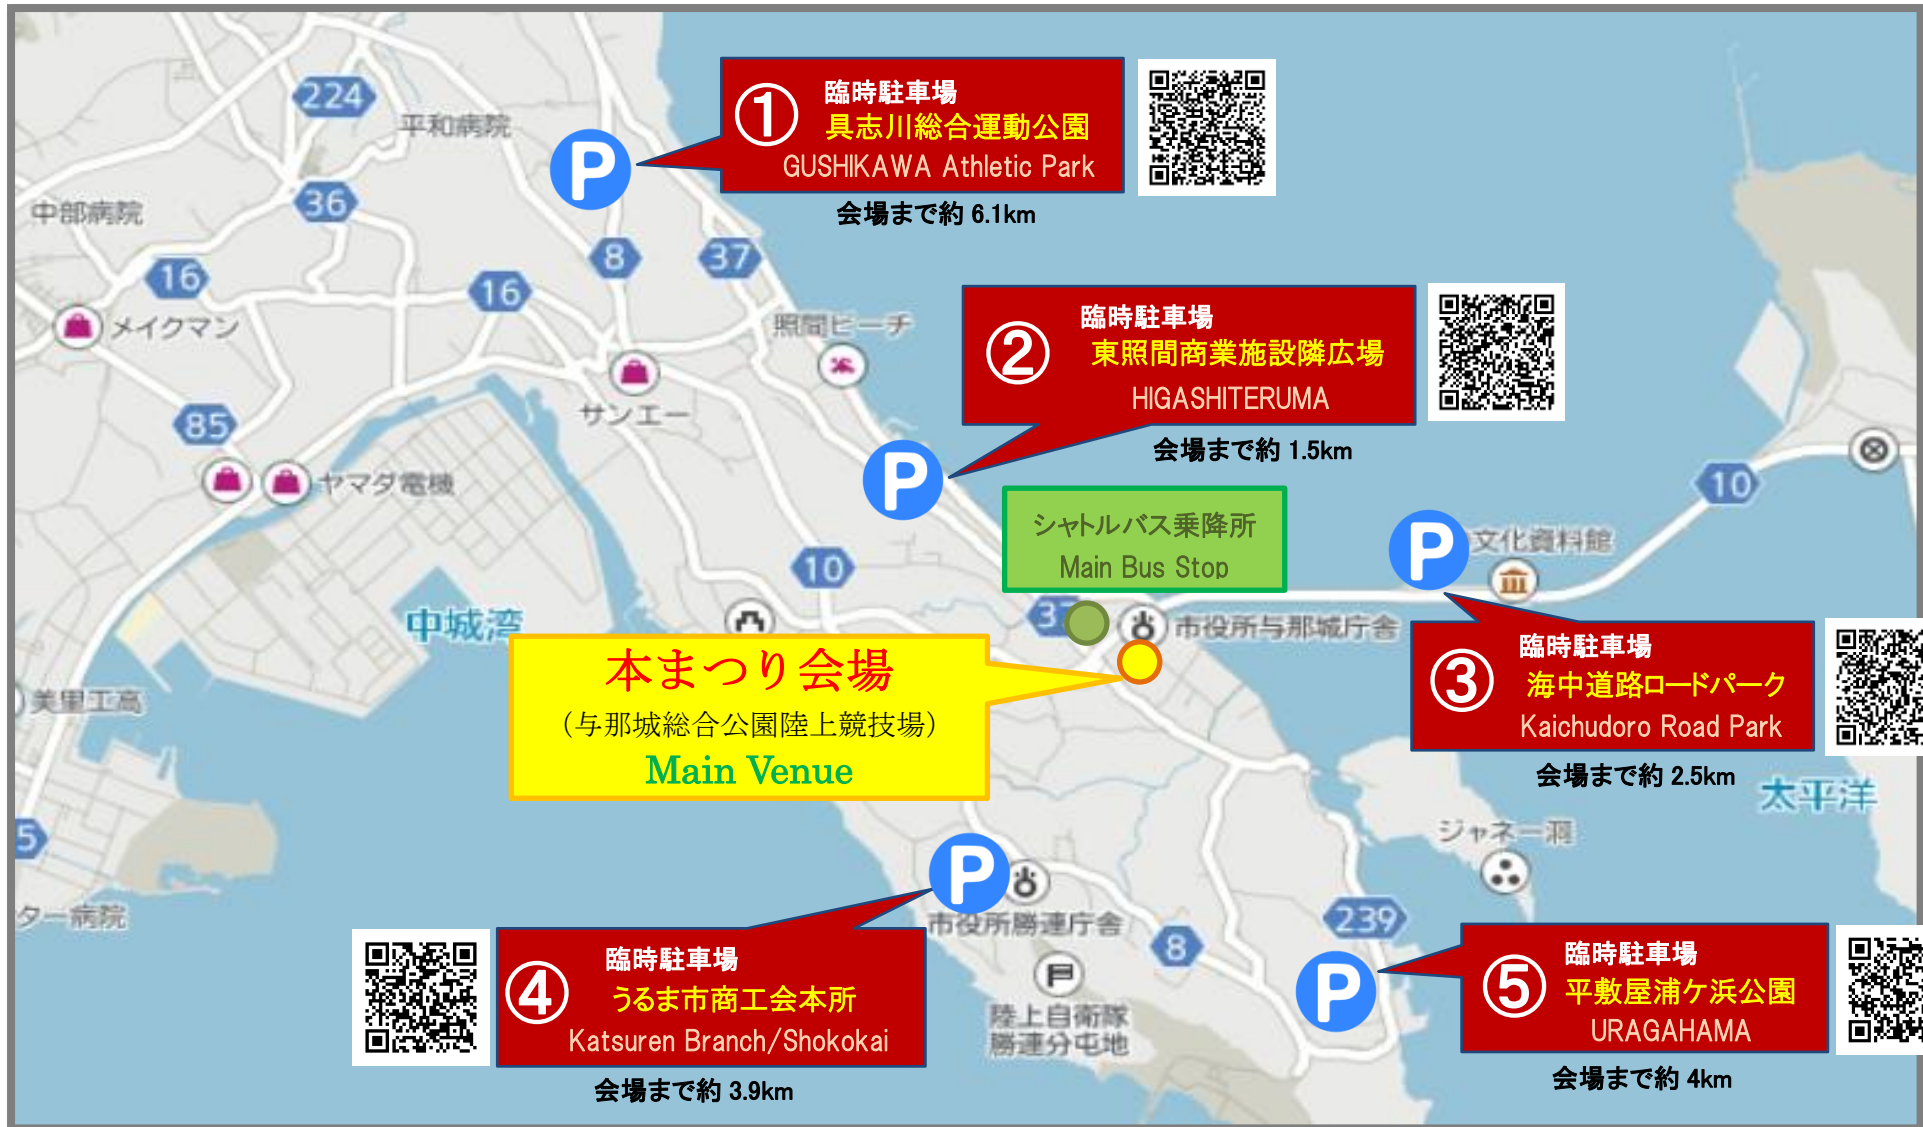 224
平和病院
①
臨時駐車場
具志川総合運動公園
GUSHIKAWA Athletic Park
会場まで約 6.1km
36
中部病院
8
37
16
16
メイクマン
照間ビーチ
②
臨時駐車場
東照間商業施設隣広場
HIGASHITERUMA
会場まで約 1.5km
サンエー
85
ヤマダ電機
P
P
10
シャトルバス乗降所
Main Bus Stop
P
文化資料館
10
中城湾
37
市役所与那城庁舎
本まつり会場
（与那城総合公園陸上競技場）
Main Venue
③
臨時駐車場
海中道路ロードパーク
Kaichudoro Road Park
会場まで約 2.5km
美里工高
太平洋
ジャネー洞
5
P
市役所勝連庁舎
ター病院
239
8
④
臨時駐車場
うるま市商工会本所
Katsuren Branch/Shokokai
会場まで約 3.9km
陸上自衛隊
勝連分屯地
P
⑤
臨時駐車場
平敷屋浦ケ浜公園
URAGAHAMA
会場まで約 4km